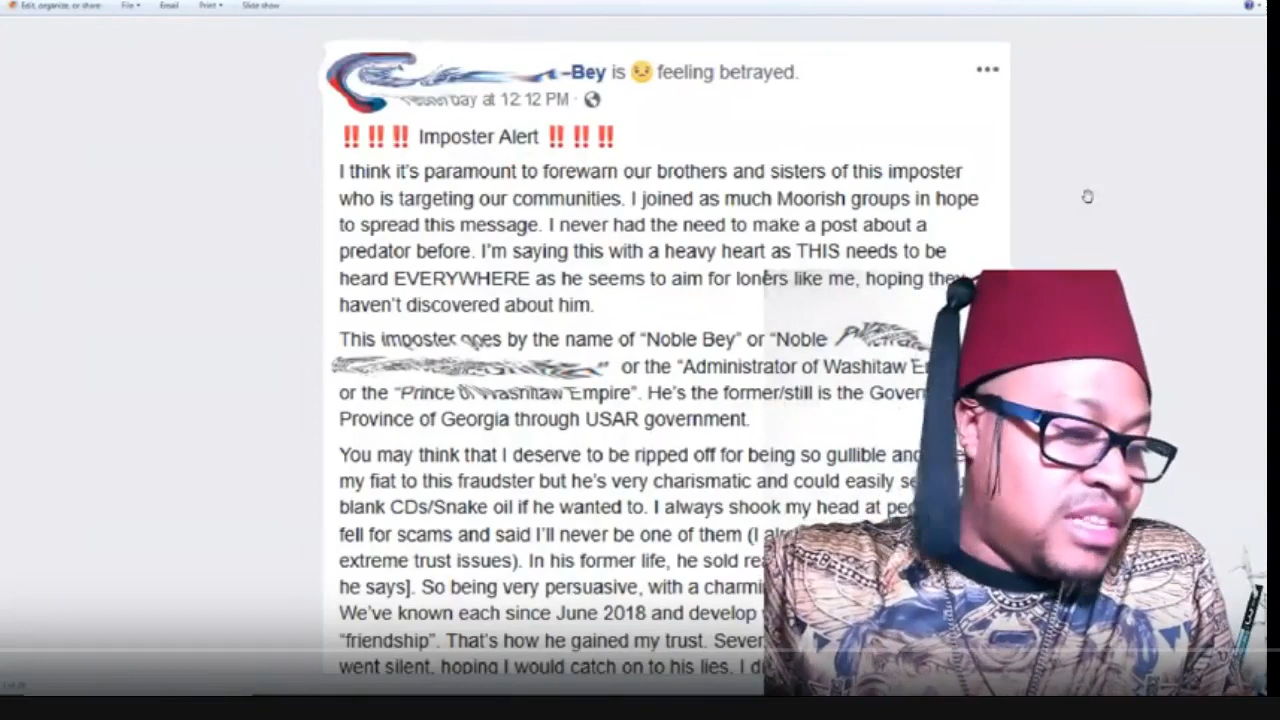 Edit, organize, or share File Email Print Slide show
-Bey is 😟 feeling betrayed.
Yesterday at 12:12 PM ·
‼️‼️‼️ Imposter Alert ‼️‼️‼️
I think it's paramount to forewarn our brothers and sisters of this imposter
who is targeting our communities. I joined as much Moorish groups in hope
to spread this message. I never had the need to make a post about a
predator before. I'm saying this with a heavy heart as THIS needs to be
heard EVERYWHERE as he seems to aim for loners like me, hoping they
haven't discovered about him.
This imposter goes by the name of "Noble Bey" or "Noble
" or the "Administrator of Washitaw
or the "Prince Of Washitaw Empire". He's the former/still is the
Province of Georgia through USAR government.
You may think that I deserve to be ripped off for being so gullible
my fiat to this fraudster but he's very charismatic and could easily
blank CDs/Snake oil if he wanted to. I always shook my head at
fell for scams and said I'll never be one of them (I
extreme trust issues). In his former life, he sold
he says]. So being very persuasive, with a
We've known each since June 2018 and develop
"friendship". That's how he gained my trust.
went silent, hoping I would catch on to his lies. I